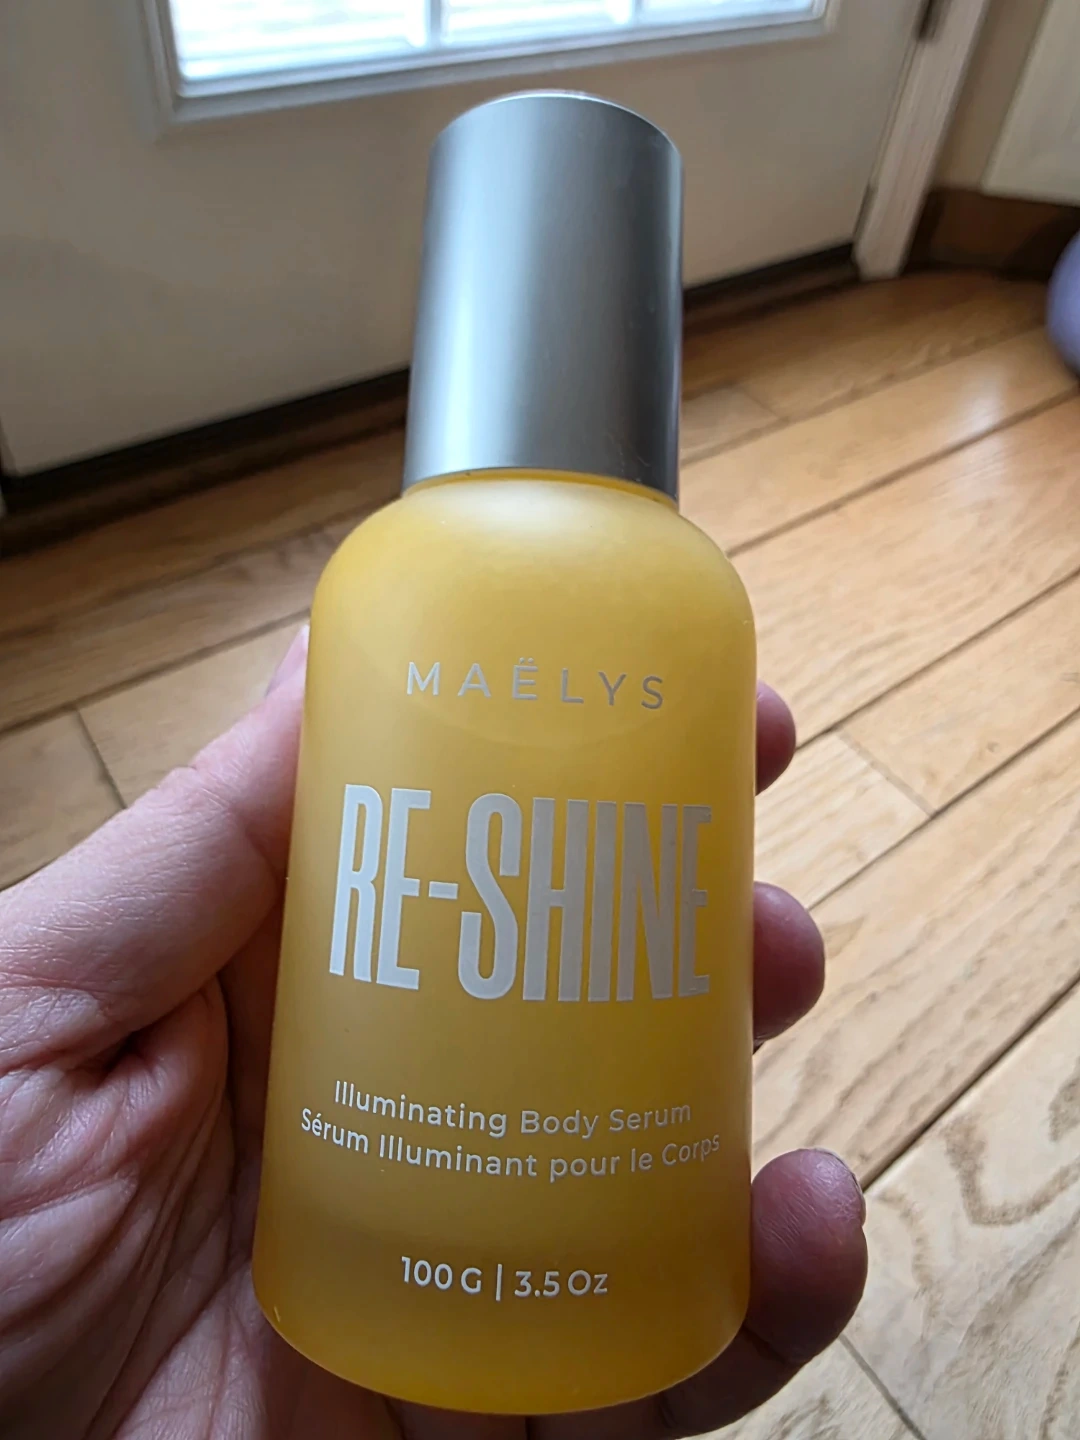 MAËLYS
RE-SHINE
Illuminating Body Serum
Sérum Illuminant pour le Corps
100 G | 3.5 Oz